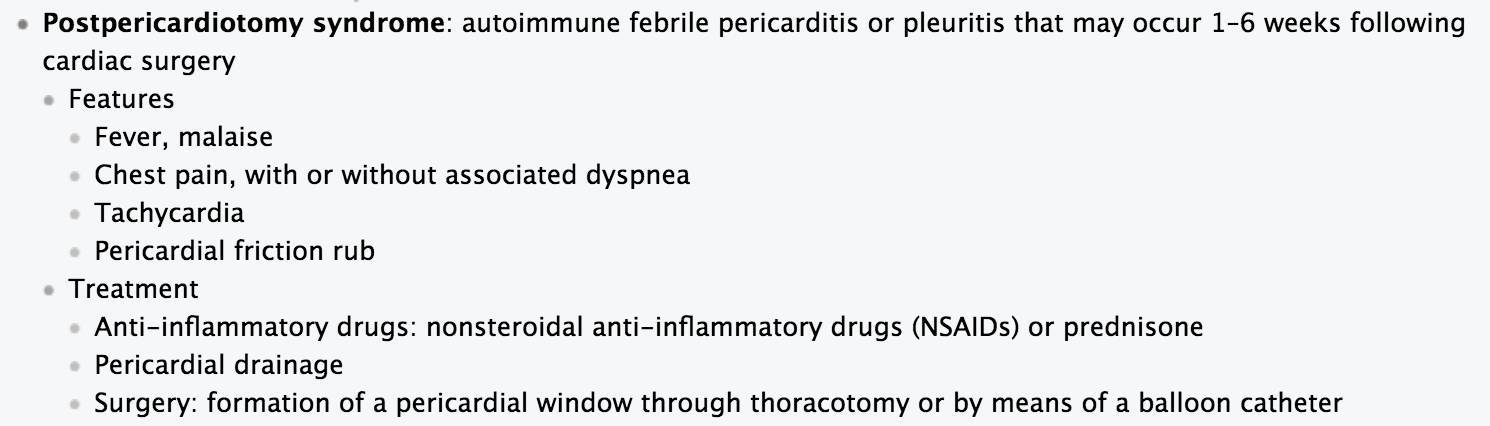 Postpericardiotomy syndrome: autoimmune febrile pericarditis or pleuritis that may occur 1-6 weeks following
cardiac surgery
Features
Fever, malaise
Chest pain, with or without associated dyspnea
Tachycardia
Pericardial friction rub
Treatment
Anti-inflammatory drugs: nonsteroidal anti-inflammatory drugs (NSAIDs) or prednisone
Pericardial drainage
Surgery: formation of a pericardial window through thoracotomy or by means of a balloon catheter